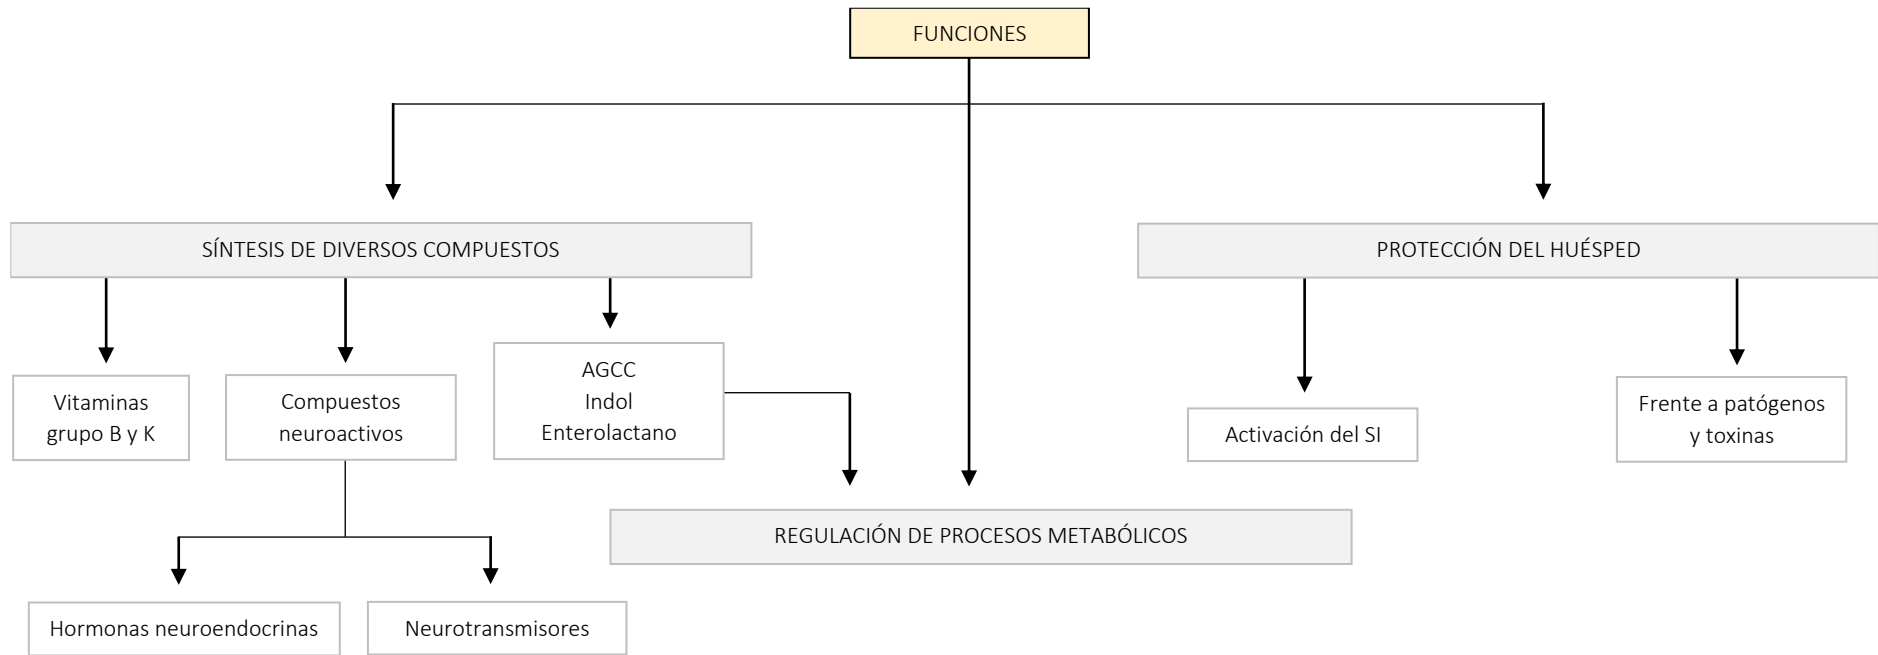 FUNCIONES
SÍNTESIS DE DIVERSOS COMPUESTOS
PROTECCIÓN DEL HUÉSPED
Vitaminas
grupo B y K
Compuestos
neuroactivos
AGCC
Indol
Enterolactano
Activación del SI
Frente a patógenos
y toxinas
REGULACIÓN DE PROCESOS METABÓLICOS
Hormonas neuroendocrinas
Neurotransmisores